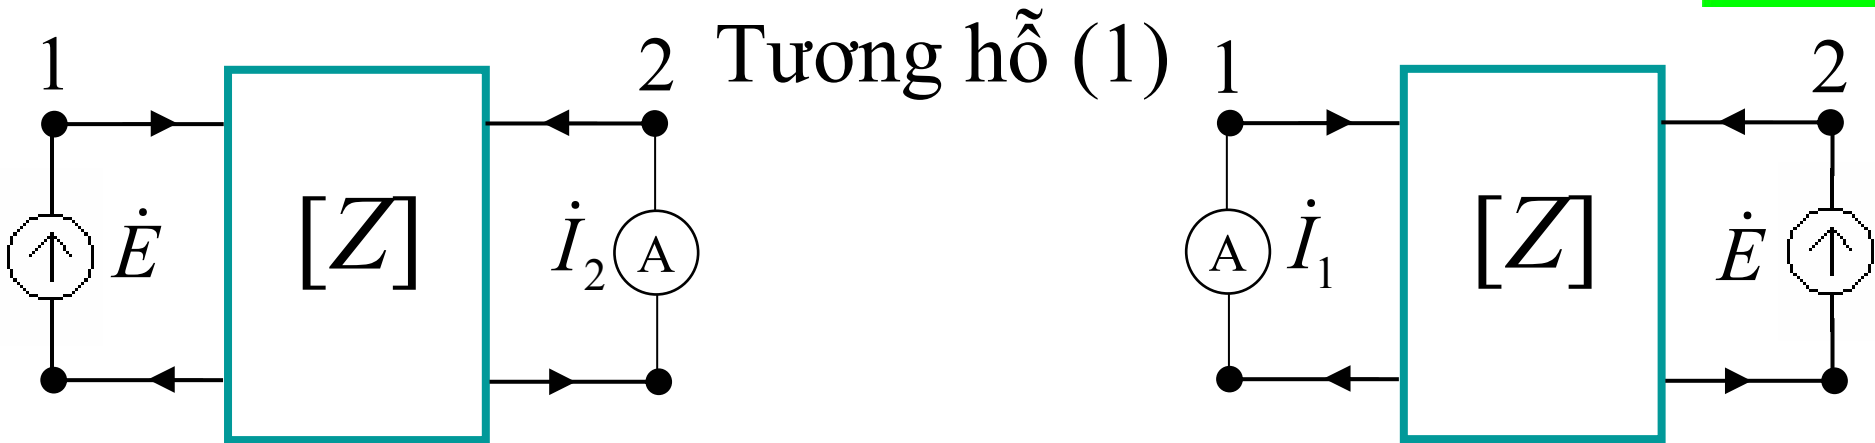 Tương hỗ (1)
1 2
[Z]
Ė
İ₂ A
1 2
[Z]
A İ₁
Ė